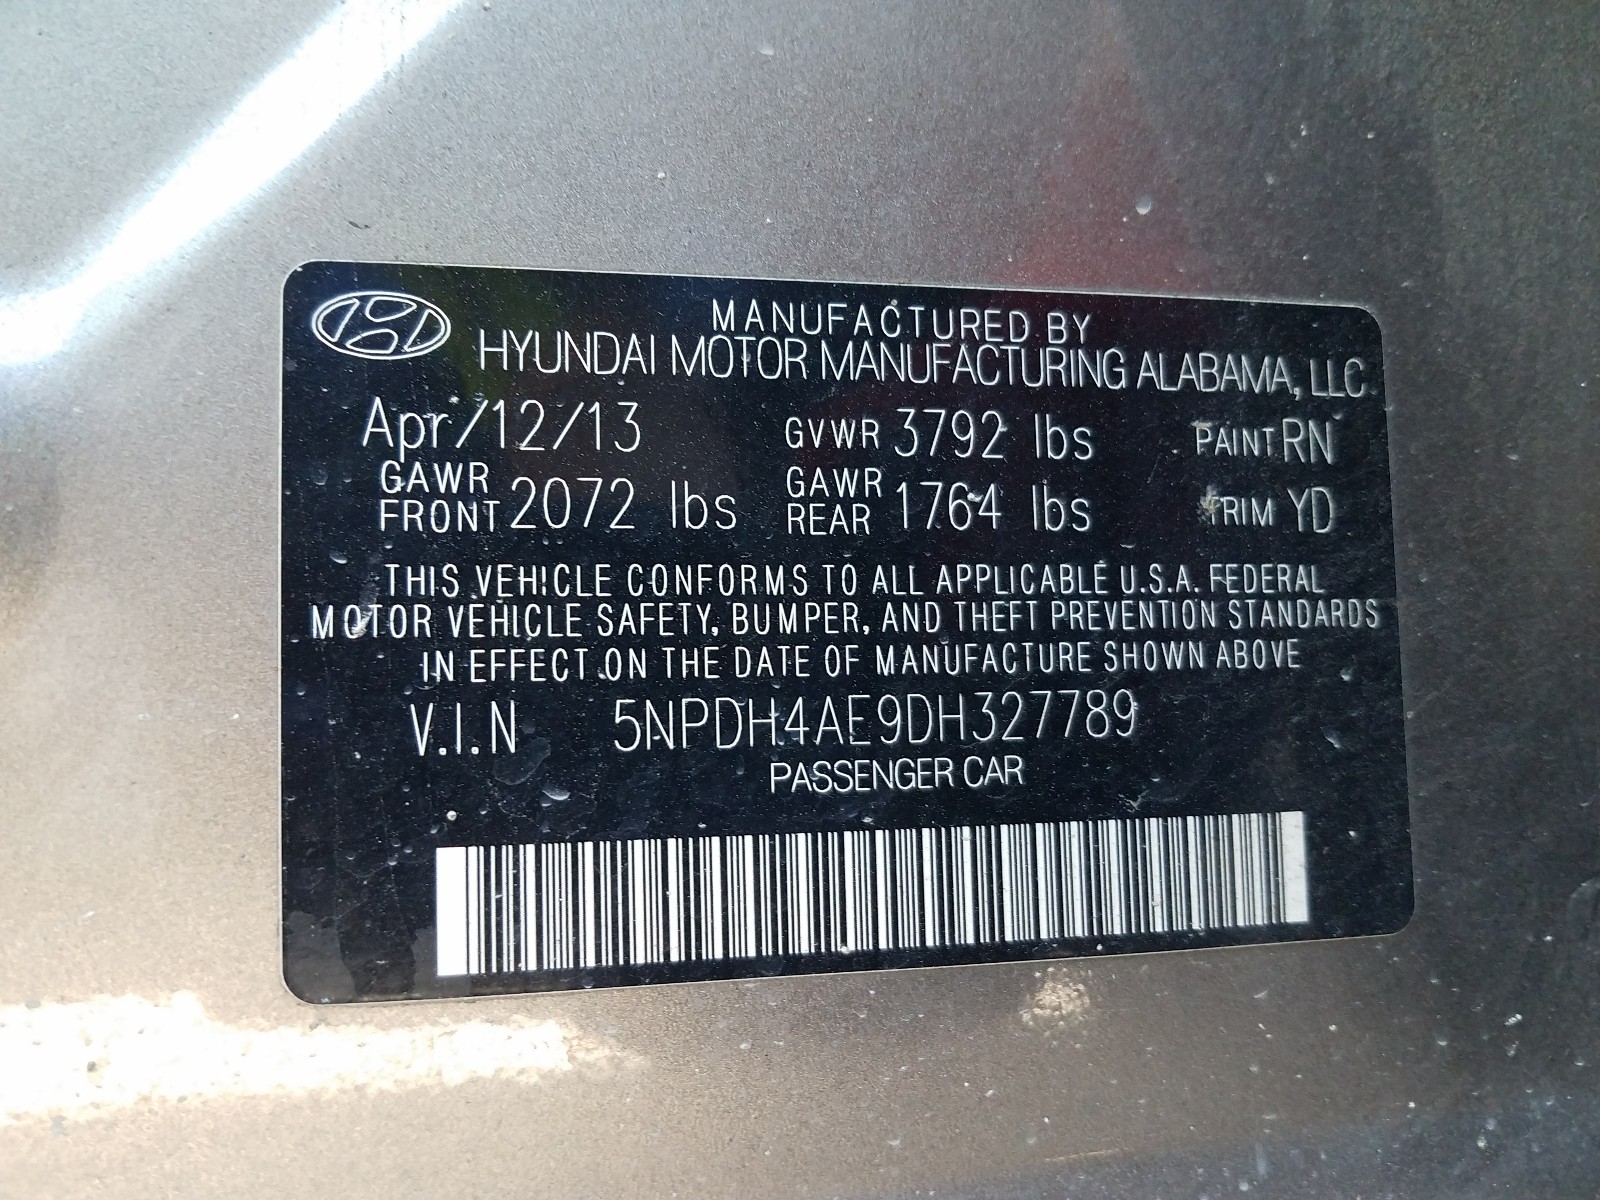 MANUFACTURED BY
HYUNDAI MOTOR MANUFACTURING ALABAMA, LLC
Apr/12/13 GVWR 3792 lbs PAINT RN
GAWR FRONT 2072 lbs GAWR REAR 1764 lbs TRIM YD
THIS VEHICLE CONFORMS TO ALL APPLICABLE U.S.A. FEDERAL
MOTOR VEHICLE SAFETY, BUMPER, AND THEFT PREVENTION STANDARDS
IN EFFECT ON THE DATE OF MANUFACTURE SHOWN ABOVE
V.I.N 5NPDH4AE9DH327789
PASSENGER CAR